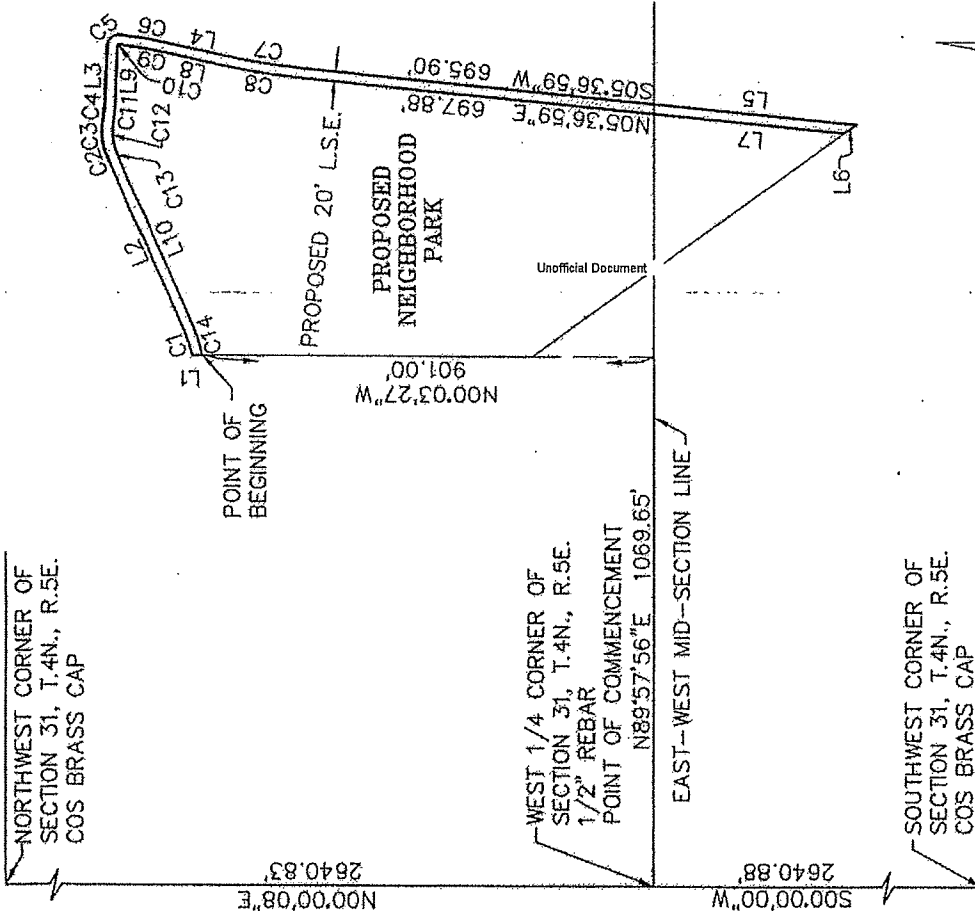 NORTHWEST CORNER OF
SECTION 31, T.4N., R.5E.
COS BRASS CAP
C5
C6
L4
C7
C9
L8
C10
C8
L3
C4
C3
C2
C11
L9
C12
C13
L2
L10
C1
C14
L1
POINT OF
BEGINNING
PROPOSED 20' L.S.E.
PROPOSED
NEIGHBORHOOD
PARK
695.90'
S05°36'59"W
697.88'
N05°36'59"E
L5
L7
L6
Unofficial Document
901.00'
N00°03'27"W
N00°00'08"E
2640.83'
WEST 1/4 CORNER OF
SECTION 31, T.4N., R.5E.
1/2" REBAR
POINT OF COMMENCEMENT
N89°57'56"E 1069.65'
EAST-WEST MID-SECTION LINE
S00°00'00"W
2640.88'
SOUTHWEST CORNER OF
SECTION 31, T.4N., R.5E.
COS BRASS CAP